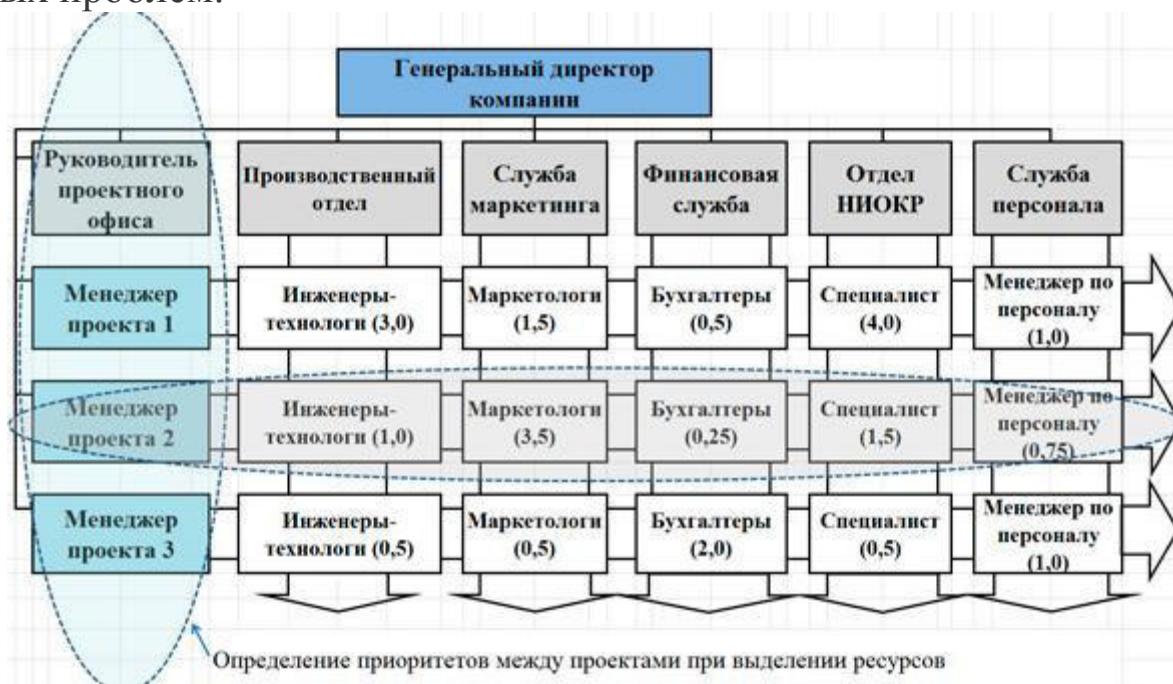 ых проблем.
Генеральный директор
компании
Руководитель
проектного
офиса
Производственный
отдел
Служба
маркетинга
Финансовая
служба
Отдел
НИОКР
Служба
персонала
Менеджер
проекта 1
Инженеры-
технологи (3,0)
Маркетологи
(1,5)
Бухгалтеры
(0,5)
Специалист
(4,0)
Менеджер по
персоналу
(1,0)
Менеджер
проекта 2
Инженеры-
технологи (1,0)
Маркетологи
(3,5)
Бухгалтеры
(0,25)
Специалист
(1,5)
Менеджер по
персоналу
(0,75)
Менеджер
проекта 3
Инженеры-
технологи (0,5)
Маркетологи
(0,5)
Бухгалтеры
(2,0)
Специалист
(0,5)
Менеджер по
персоналу
(1,0)
Определение приоритетов между проектами при выделении ресурсов